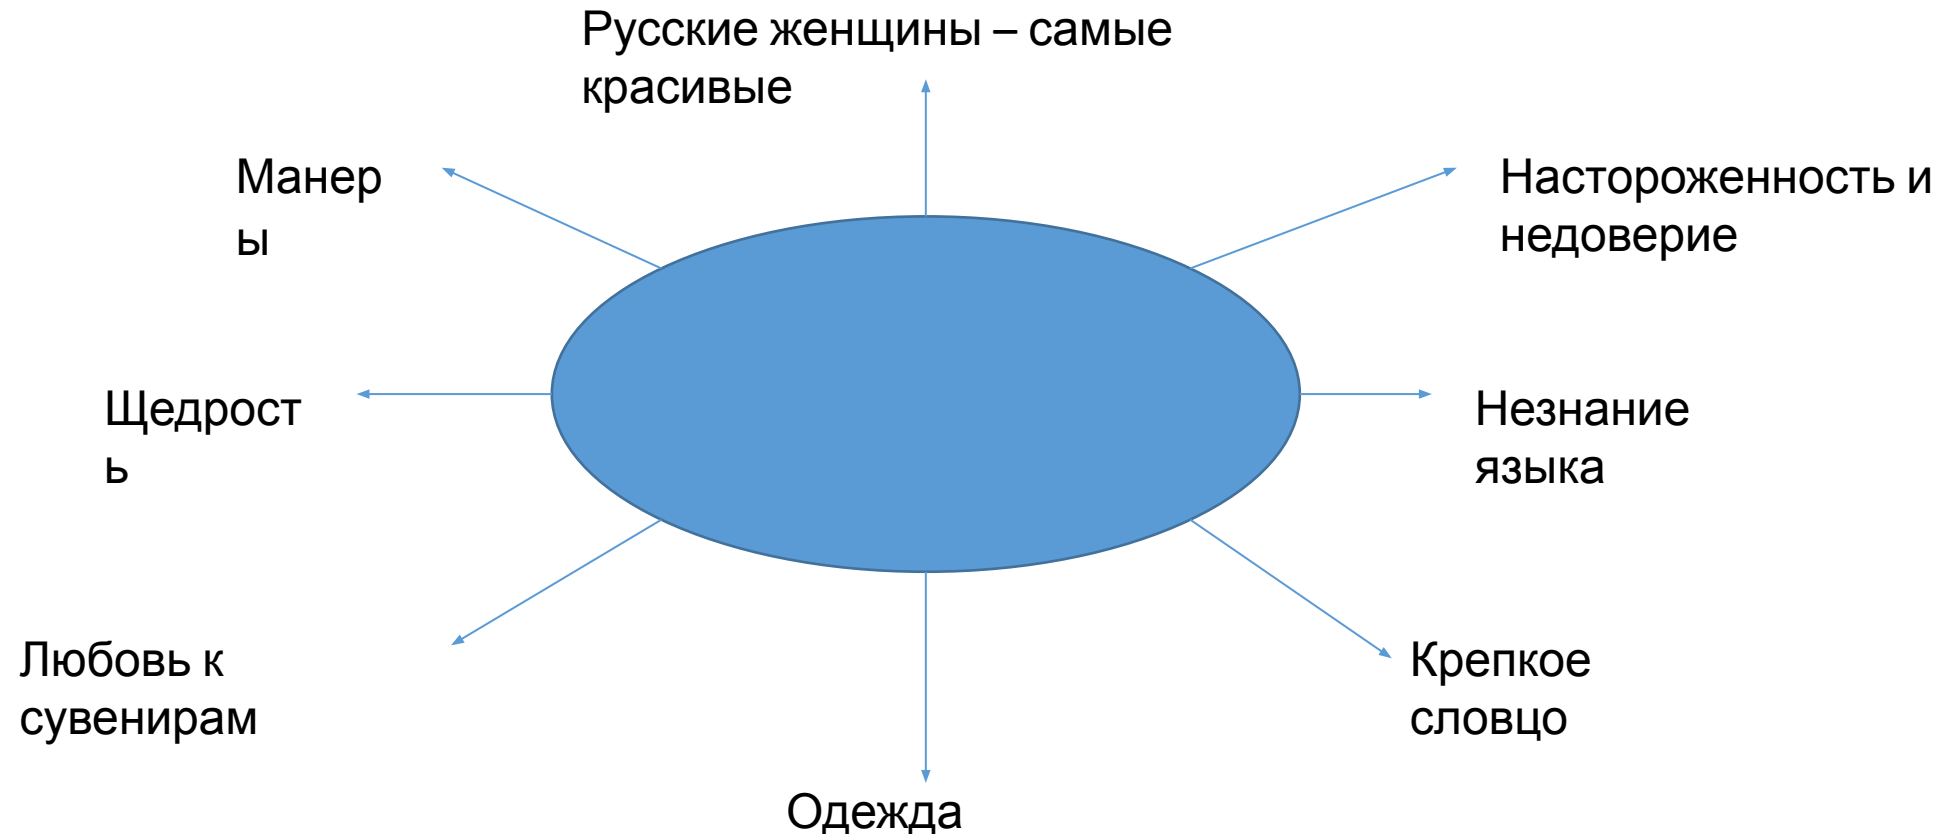 Русские женщины – самые
красивые
Манер
ы
Настороженность и
недоверие
Щедрост
ь
Незнание
языка
Любовь к
сувенирам
Крепкое
словцо
Одежда